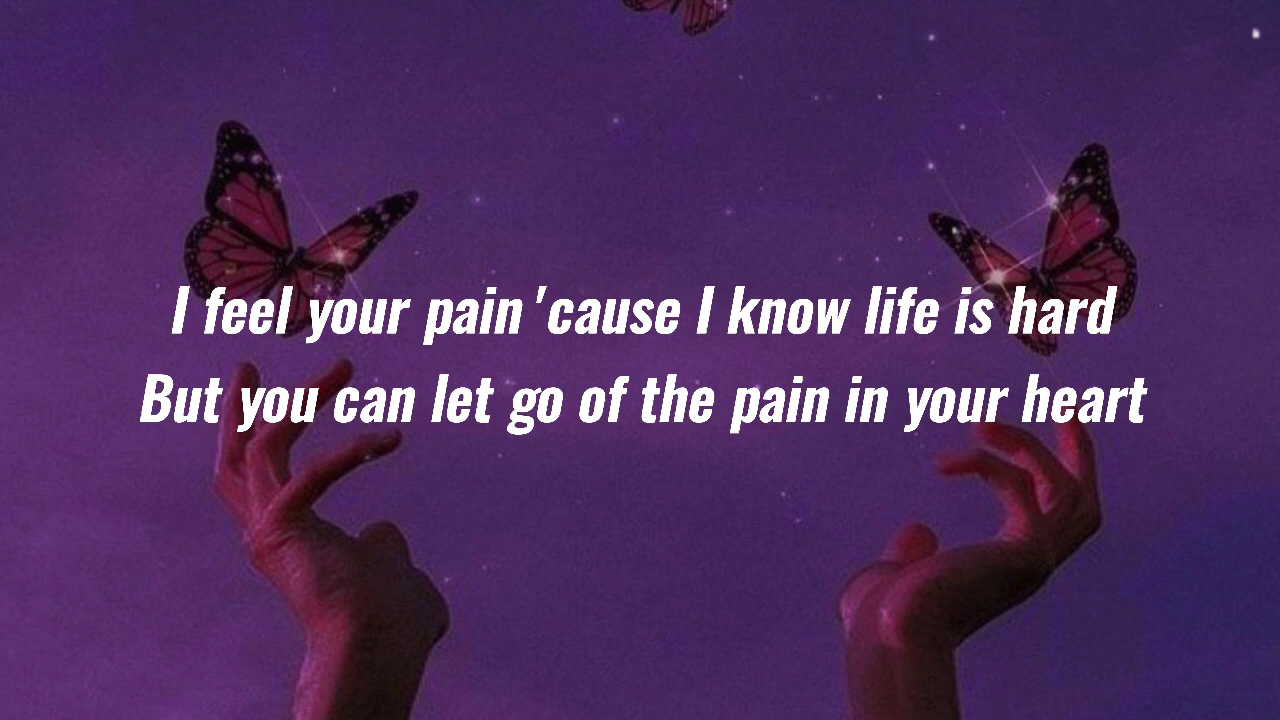 I feel your pain 'cause I know life is hard
But you can let go of the pain in your heart